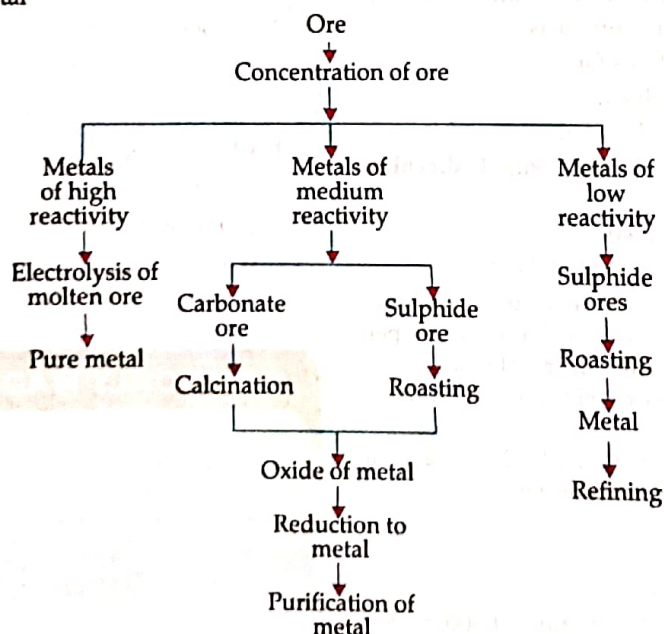 Ore
Concentration of ore
Metals
of high
reactivity
Metals of
medium
reactivity
Metals of
low
reactivity
Electrolysis of
molten ore
Pure metal
Carbonate
ore
Calcination
Sulphide
ore
Roasting
Oxide of metal
Reduction to
metal
Purification of
metal
Sulphide
ores
Roasting
Metal
Refining